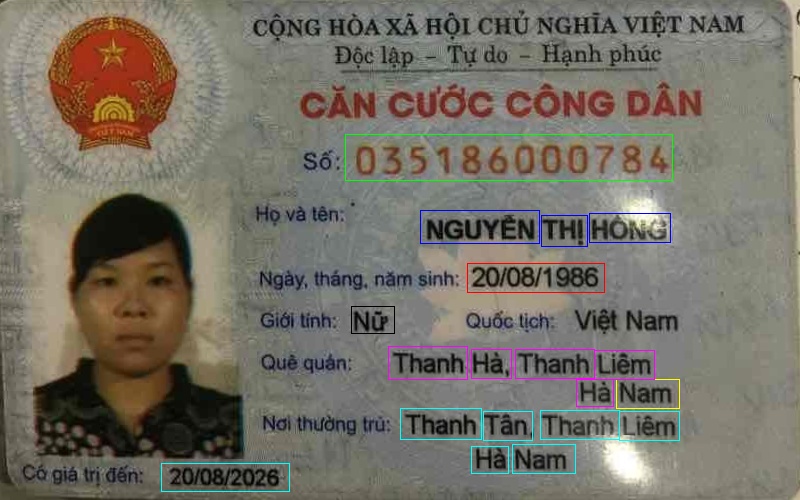 CỘNG HÒA XÃ HỘI CHỦ NGHĨA VIỆT NAM
Độc lập – Tự do – Hạnh phúc
CĂN CƯỚC CÔNG DÂN
Số: 035186000784
Họ và tên: NGUYỄN THỊ HỒNG
Ngày, tháng, năm sinh: 20/08/1986
Giới tính: Nữ Quốc tịch: Việt Nam
Quê quán: Thanh Hà, Thanh Liêm
Hà Nam
Nơi thường trú: Thanh Tân, Thanh Liêm
Hà Nam
Có giá trị đến: 20/08/2026